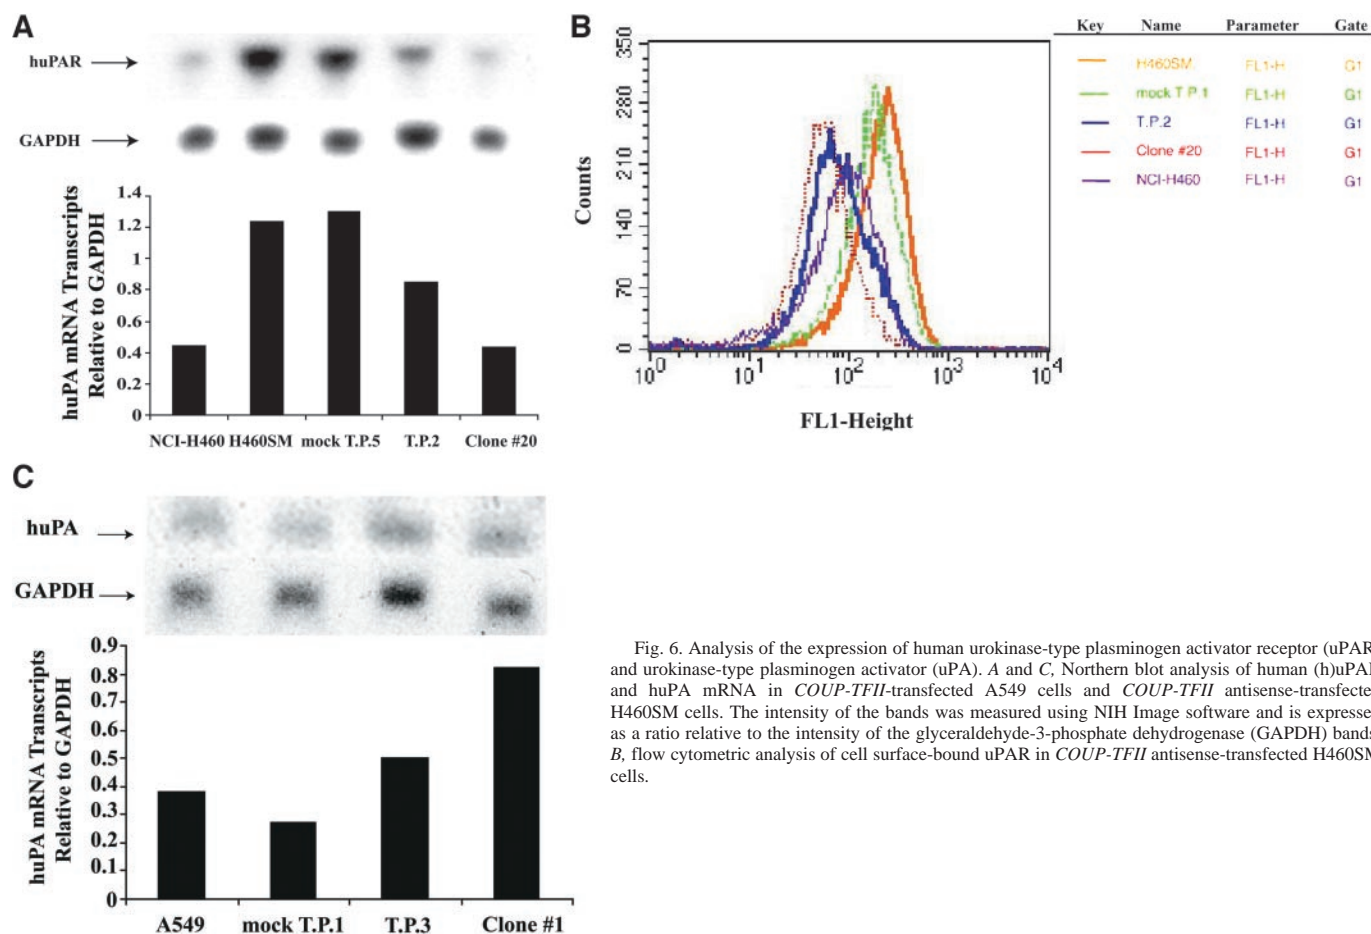 A
huPAR
GAPDH
huPA mRNA Transcripts
Relative to GAPDH
1.4
1.2
1
0.8
0.6
0.4
0.2
0
NCI-H460 H460SM mock T.P.5 T.P.2 Clone #20
B
Counts
350
280
210
140
70
0
10^0 10^1 10^2 10^3 10^4
FL1-Height
Key Name Parameter Gate
H460SM FL1-H G1
mock T.P.1 FL1-H G1
T.P.2 FL1-H G1
Clone #20 FL1-H G1
NCI-H460 FL1-H G1
C
huPA
GAPDH
huPA mRNA Transcripts
Relative to GAPDH
0.9
0.8
0.7
0.6
0.5
0.4
0.3
0.2
0.1
0
A549 mock T.P.1 T.P.3 Clone #1
Fig. 6. Analysis of the expression of human urokinase-type plasminogen activator receptor (uPAR
and urokinase-type plasminogen activator (uPA). A and C, Northern blot analysis of human (h)uPA
and huPA mRNA in COUP-TFII-transfected A549 cells and COUP-TFII antisense-transfecte
H460SM cells. The intensity of the bands was measured using NIH Image software and is expresse
as a ratio relative to the intensity of the glyceraldehyde-3-phosphate dehydrogenase (GAPDH) bands
B, flow cytometric analysis of cell surface-bound uPAR in COUP-TFII antisense-transfected H460SM
cells.